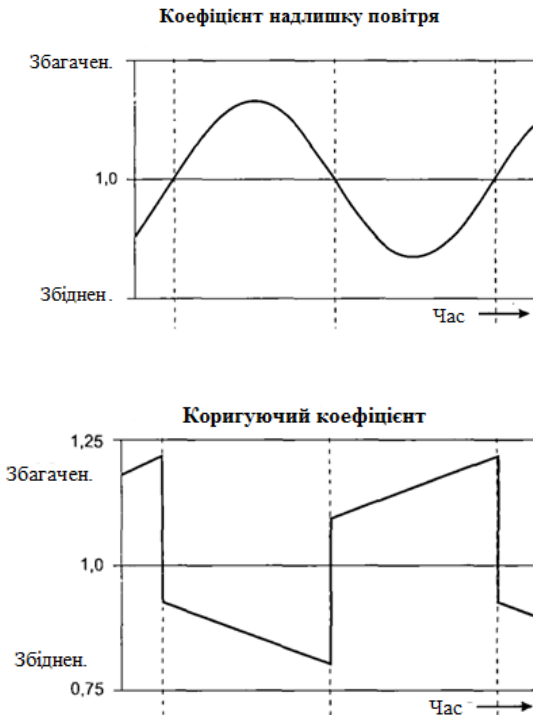 Коефіцієнт надлишку повітря
Збагачен.
1,0
Збіднен.
Час
Коригуючий коефіцієнт
1,25
Збагачен.
1,0
Збіднен.
0,75
Час